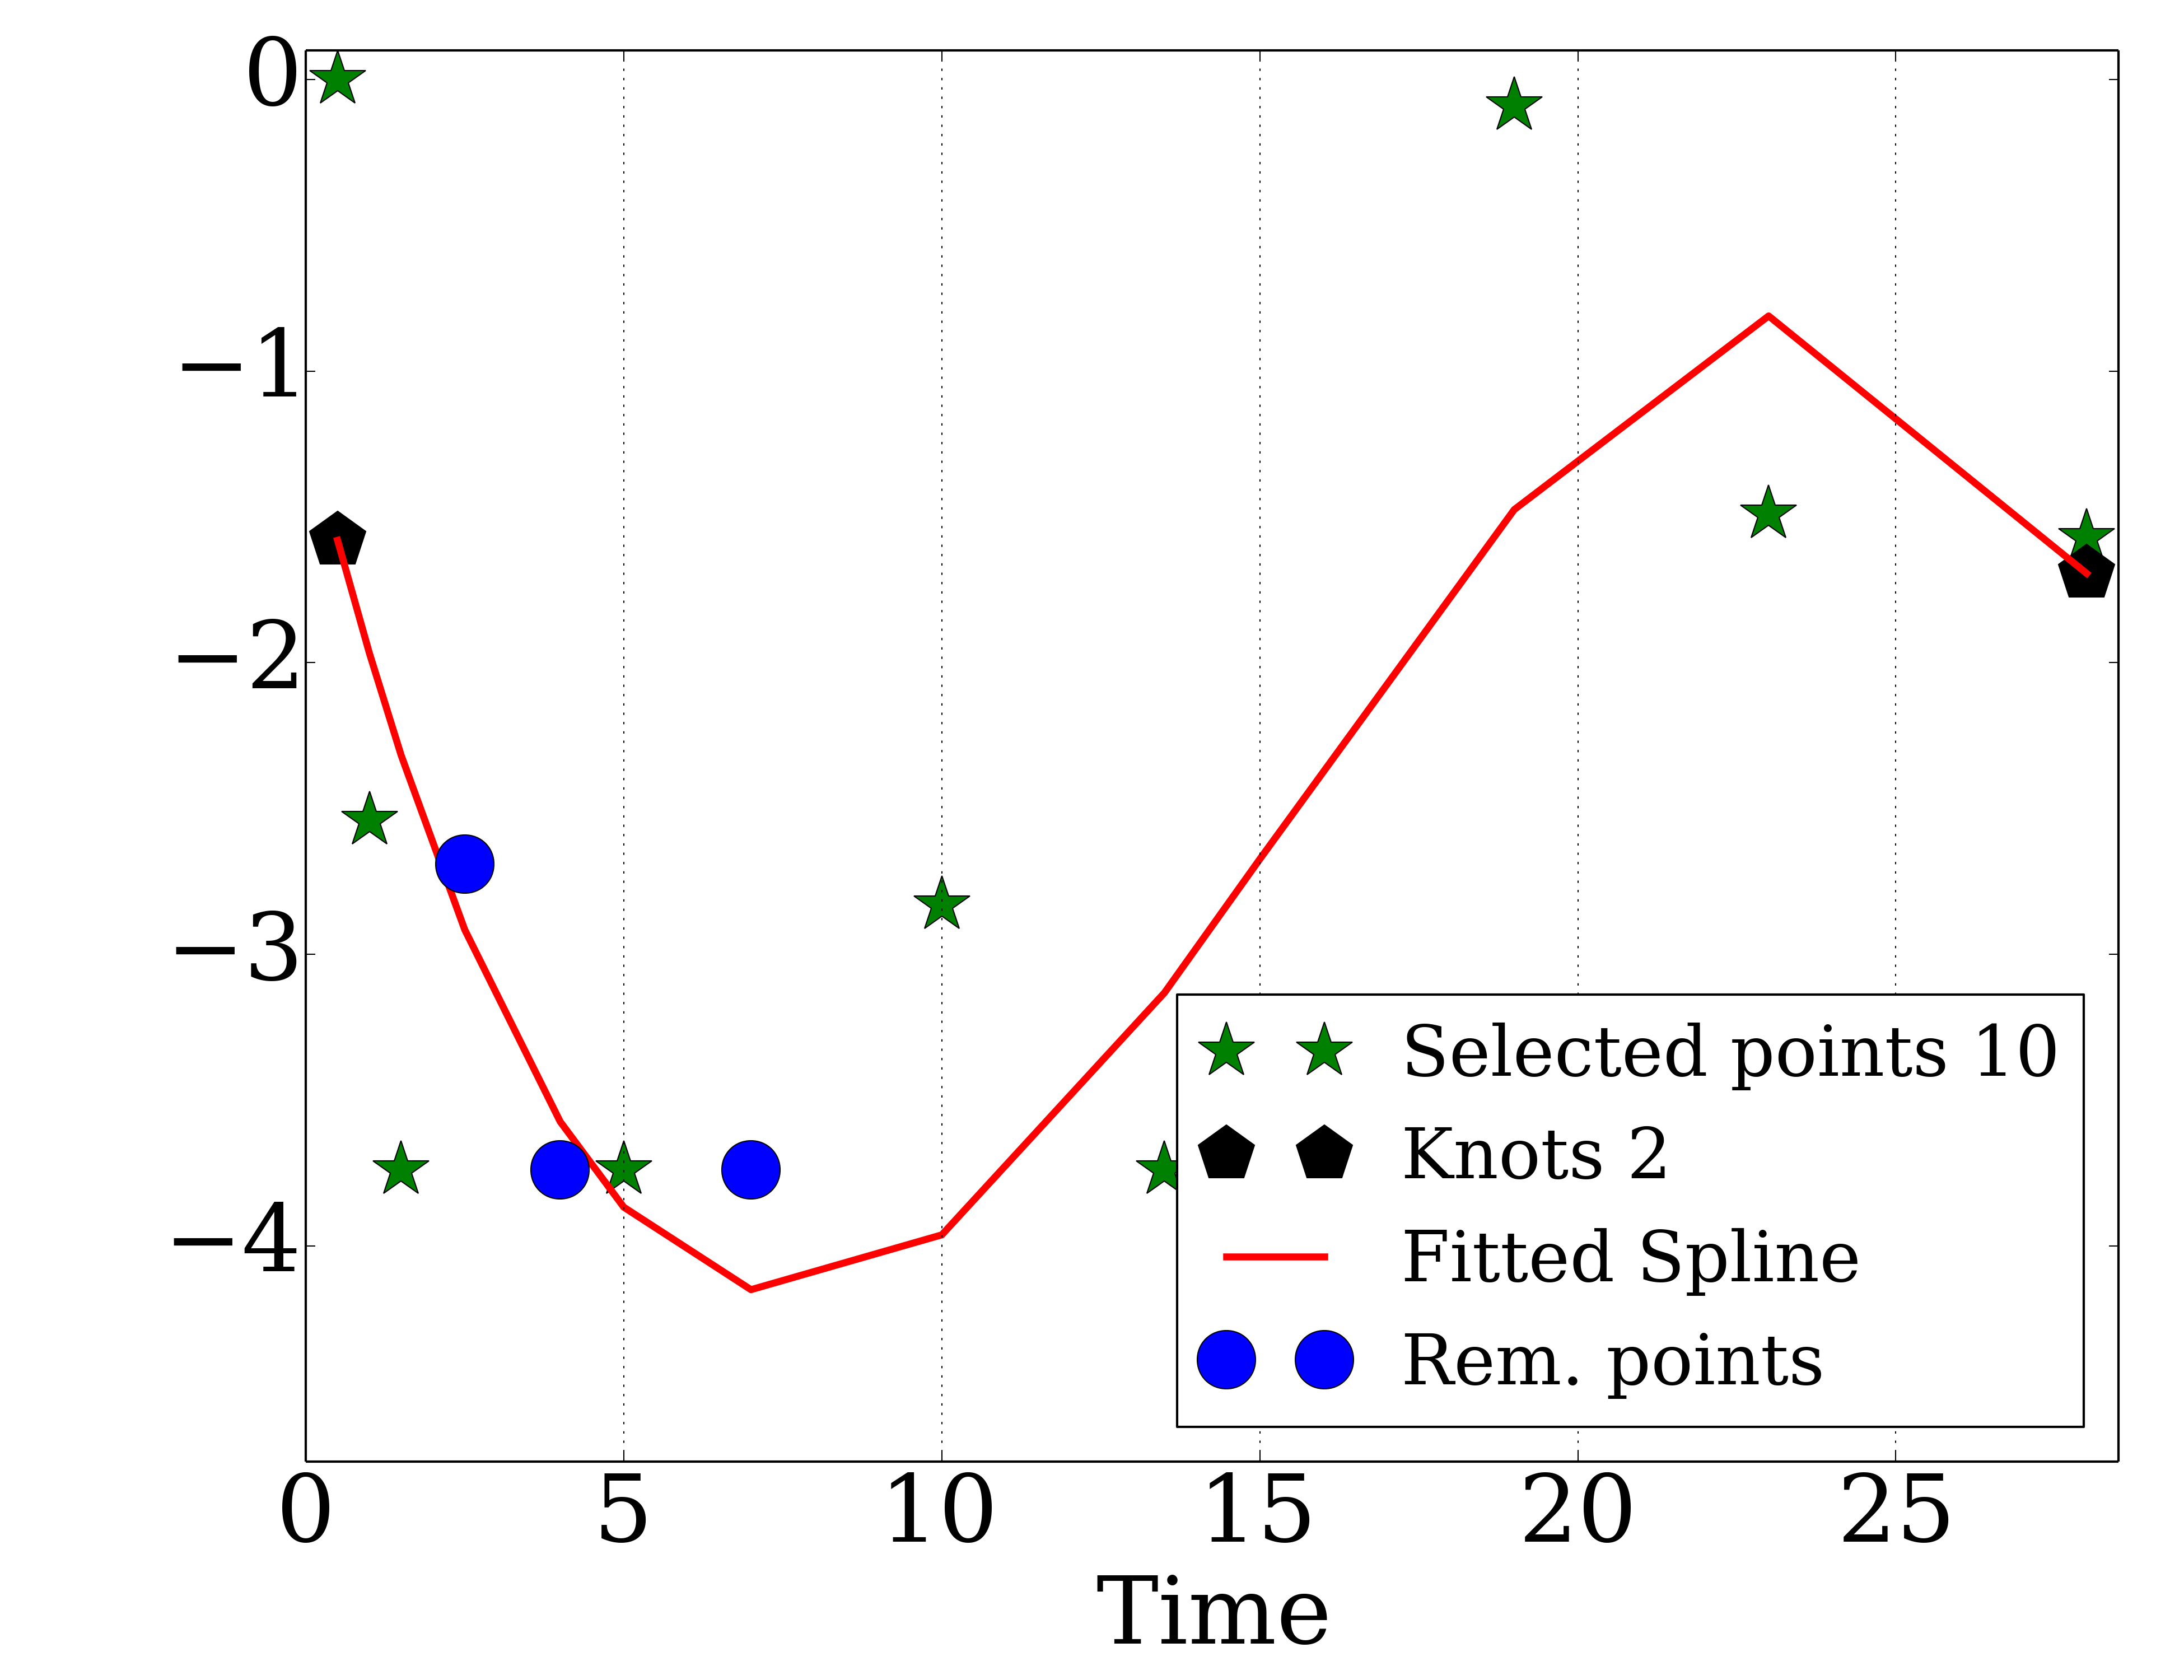 0
−1
−2
−3
−4
Selected points 10
Knots 2
Fitted Spline
Rem. points
0 5 10 15 20 25
Time